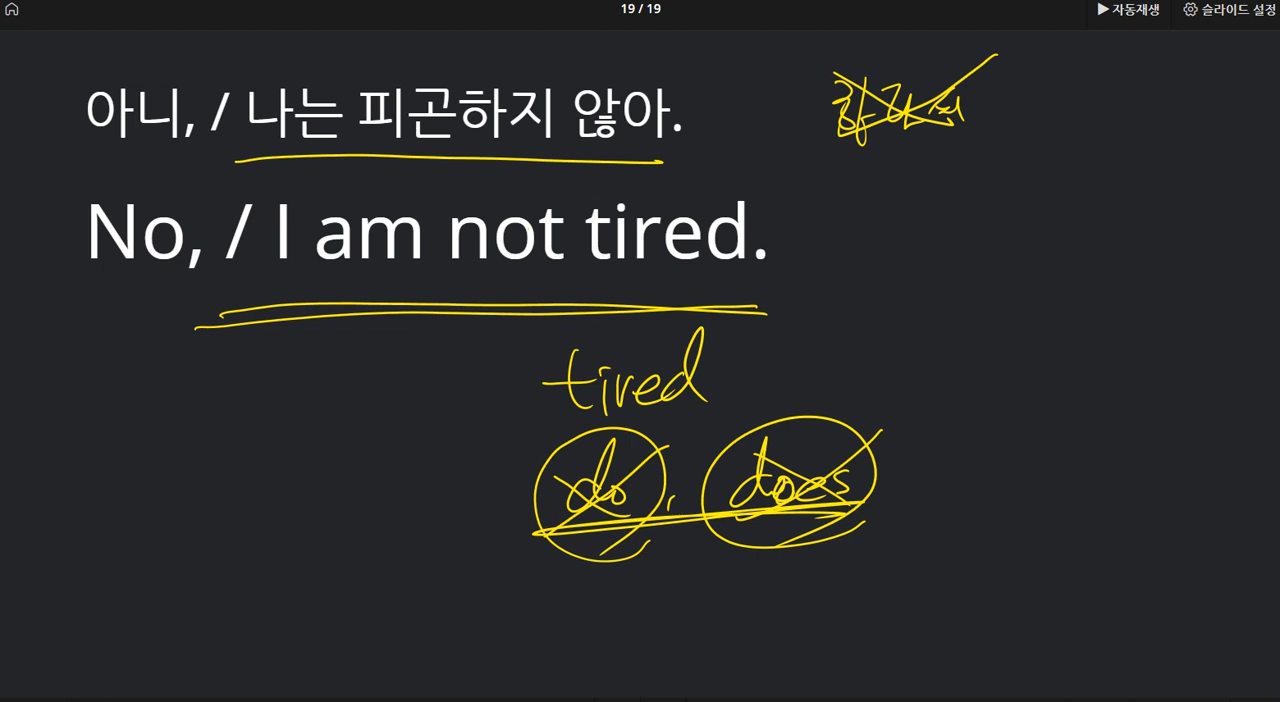 19 / 19
▶ 자동재생
슬라이드 설정
아니, / 나는 피곤하지 않아.
No, / I am not tired.
tired
do, does